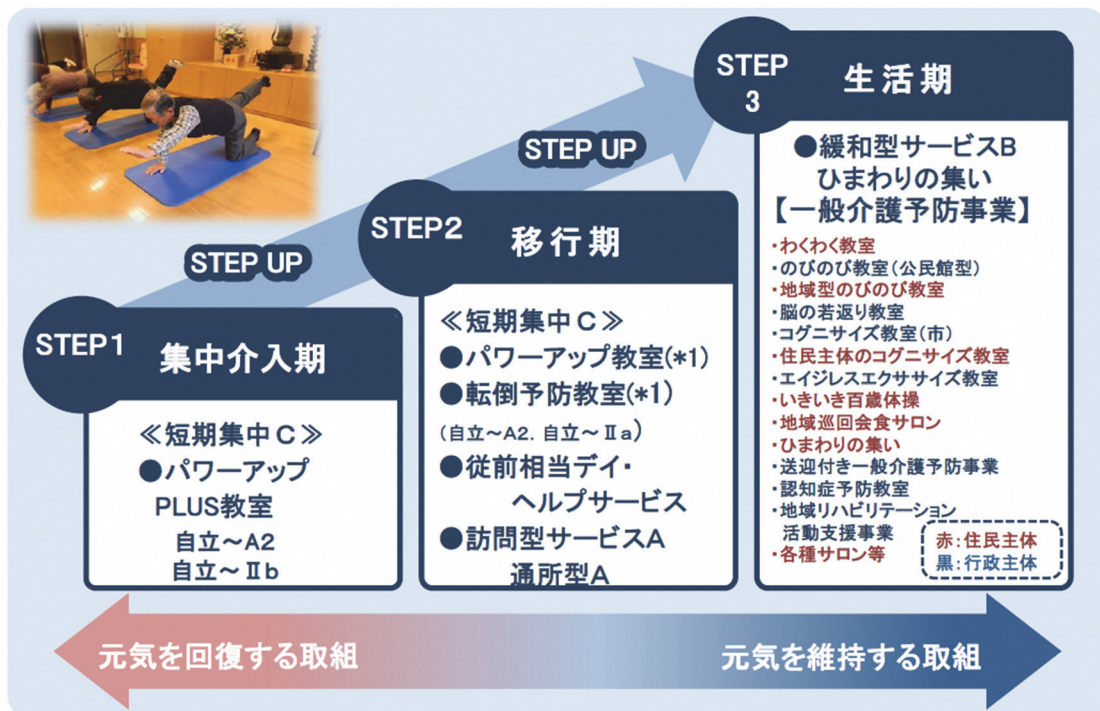 STEP1
集中介入期
≪短期集中C≫
●パワーアップ
PLUS教室
自立～A2
自立～Ⅱb
STEP UP
STEP2
移行期
≪短期集中C≫
●パワーアップ教室(*1)
●転倒予防教室(*1)
(自立～A2．自立～Ⅱa)
●従前相当デイ・
ヘルプサービス
●訪問型サービスA
通所型A
STEP UP
STEP
3
生活期
●緩和型サービスB
ひまわりの集い
【一般介護予防事業】
・わくわく教室
・のびのび教室(公民館型)
・地域型のびのび教室
・脳の若返り教室
・コグニサイズ教室(市)
・住民主体のコグニサイズ教室
・エイジレスエクササイズ教室
・いきいき百歳体操
・地域巡回会食サロン
・ひまわりの集い
・送迎付き一般介護予防事業
・認知症予防教室
・地域リハビリテーション
活動支援事業
・各種サロン等
赤：住民主体
黒：行政主体
元気を回復する取組
元気を維持する取組